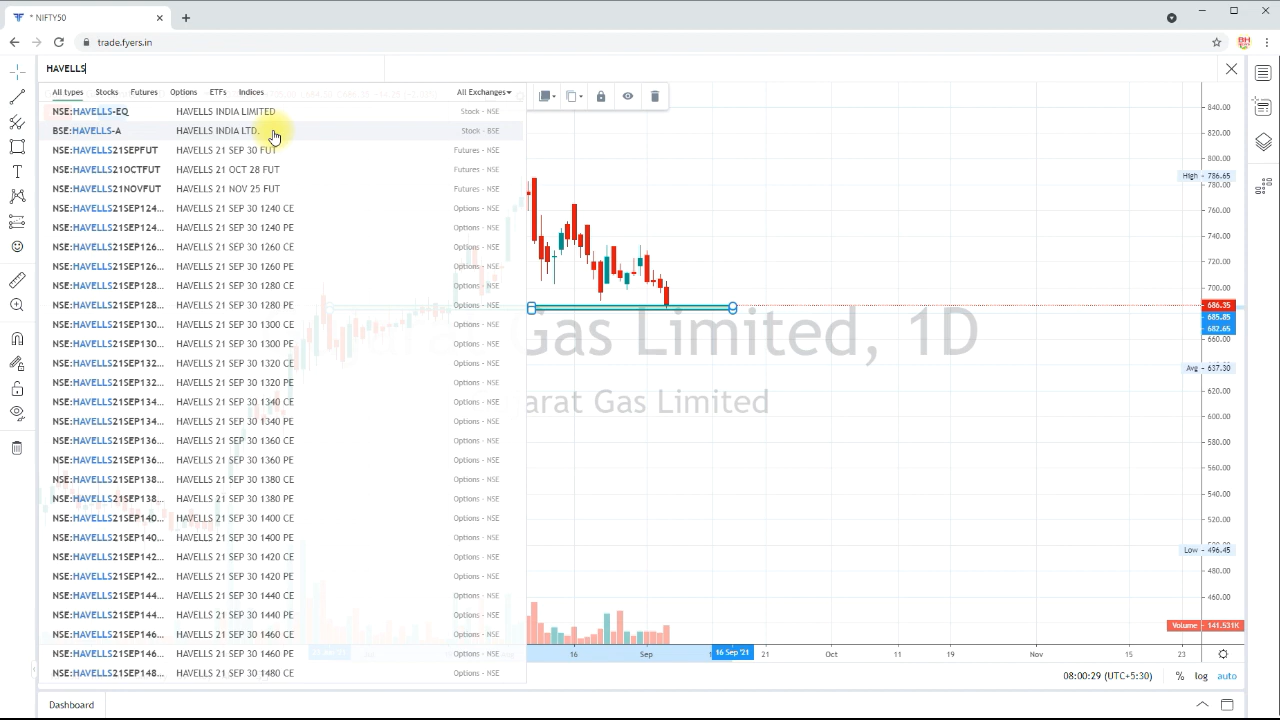 * NIFTY50
trade.fyers.in
HAVELLS
All types Stocks Futures Options ETFs Indices All Exchanges
NSE:HAVELLS-EQ HAVELLS INDIA LIMITED Stock - NSE
BSE:HAVELLS-A HAVELLS INDIA LTD. Stock - BSE
NSE:HAVELLS21SEPFUT HAVELLS 21 SEP 30 FUT Futures - NSE
NSE:HAVELLS21OCTFUT HAVELLS 21 OCT 28 FUT Futures - NSE
NSE:HAVELLS21NOVFUT HAVELLS 21 NOV 25 FUT Futures - NSE
NSE:HAVELLS21SEP124... HAVELLS 21 SEP 30 1240 CE Options - NSE
NSE:HAVELLS21SEP124... HAVELLS 21 SEP 30 1240 PE Options - NSE
NSE:HAVELLS21SEP126... HAVELLS 21 SEP 30 1260 CE Options - NSE
NSE:HAVELLS21SEP126... HAVELLS 21 SEP 30 1260 PE Options - NSE
NSE:HAVELLS21SEP128... HAVELLS 21 SEP 30 1280 CE Options - NSE
NSE:HAVELLS21SEP128... HAVELLS 21 SEP 30 1280 PE Options - NSE
NSE:HAVELLS21SEP130... HAVELLS 21 SEP 30 1300 CE Options - NSE
NSE:HAVELLS21SEP130... HAVELLS 21 SEP 30 1300 PE Options - NSE
NSE:HAVELLS21SEP132... HAVELLS 21 SEP 30 1320 CE Options - NSE
NSE:HAVELLS21SEP132... HAVELLS 21 SEP 30 1320 PE Options - NSE
NSE:HAVELLS21SEP134... HAVELLS 21 SEP 30 1340 CE Options - NSE
NSE:HAVELLS21SEP134... HAVELLS 21 SEP 30 1340 PE Options - NSE
NSE:HAVELLS21SEP136... HAVELLS 21 SEP 30 1360 CE Options - NSE
NSE:HAVELLS21SEP136... HAVELLS 21 SEP 30 1360 PE Options - NSE
NSE:HAVELLS21SEP138... HAVELLS 21 SEP 30 1380 CE Options - NSE
NSE:HAVELLS21SEP138... HAVELLS 21 SEP 30 1380 PE Options - NSE
NSE:HAVELLS21SEP140... HAVELLS 21 SEP 30 1400 CE Options - NSE
NSE:HAVELLS21SEP140... HAVELLS 21 SEP 30 1400 PE Options - NSE
NSE:HAVELLS21SEP142... HAVELLS 21 SEP 30 1420 CE Options - NSE
NSE:HAVELLS21SEP142... HAVELLS 21 SEP 30 1420 PE Options - NSE
NSE:HAVELLS21SEP144... HAVELLS 21 SEP 30 1440 CE Options - NSE
NSE:HAVELLS21SEP144... HAVELLS 21 SEP 30 1440 PE Options - NSE
NSE:HAVELLS21SEP146... HAVELLS 21 SEP 30 1460 CE Options - NSE
NSE:HAVELLS21SEP146... HAVELLS 21 SEP 30 1460 PE Options - NSE
NSE:HAVELLS21SEP148... HAVELLS 21 SEP 30 1480 CE Options - NSE
Gas Limited, 1D
arat Gas Limited
840.00
820.00
800.00
High - 786.65
780.00
760.00
740.00
720.00
700.00
686.35
685.85
682.65
660.00
Avg - 637.30
620.00
600.00
580.00
560.00
540.00
520.00
Low - 496.45
480.00
460.00
Volume - 141.531K
16 Sep 16 Sep '21 21 Oct 11 19 Nov 15 23
08:00:29 (UTC+5:30) % log auto
Dashboard